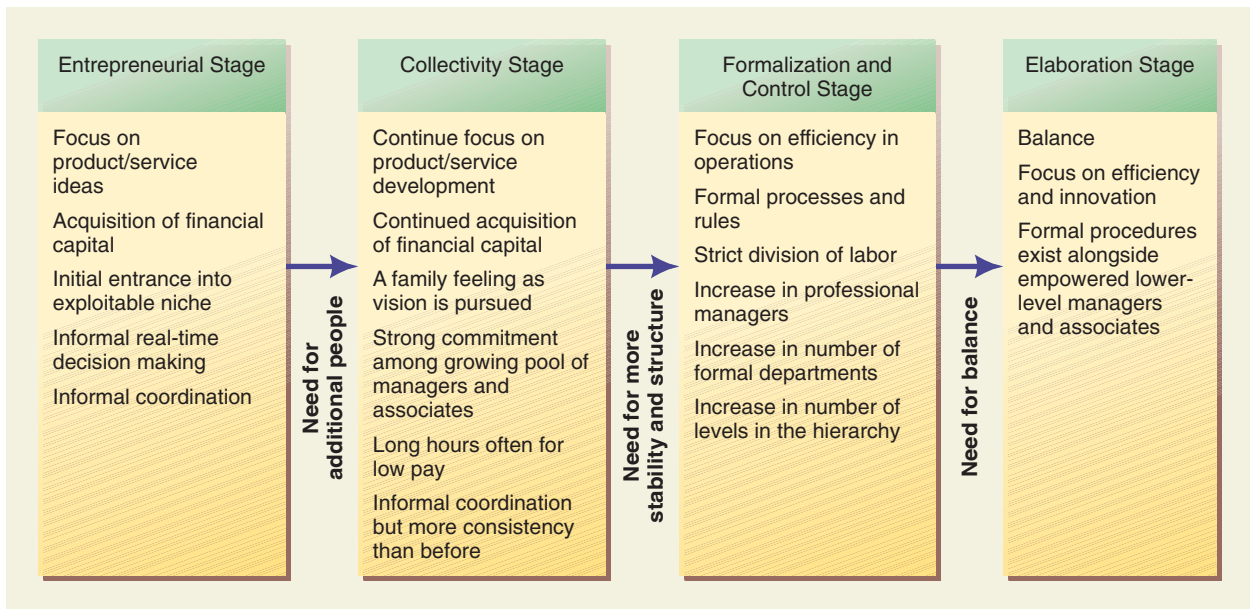 Entrepreneurial Stage
Focus on
product/service
ideas
Acquisition of financial
capital
Initial entrance into
exploitable niche
Informal real-time
decision making
Informal coordination
Need for
additional people
Collectivity Stage
Continue focus on
product/service
development
Continued acquisition
of financial capital
A family feeling as
vision is pursued
Strong commitment
among growing pool of
managers and
associates
Long hours often for
low pay
Informal coordination
but more consistency
than before
Need for more
stability and structure
Formalization and
Control Stage
Focus on efficiency in
operations
Formal processes and
rules
Strict division of labor
Increase in professional
managers
Increase in number of
formal departments
Increase in number of
levels in the hierarchy
Need for balance
Elaboration Stage
Balance
Focus on efficiency
and innovation
Formal procedures
exist alongside
empowered lower-
level managers
and associates